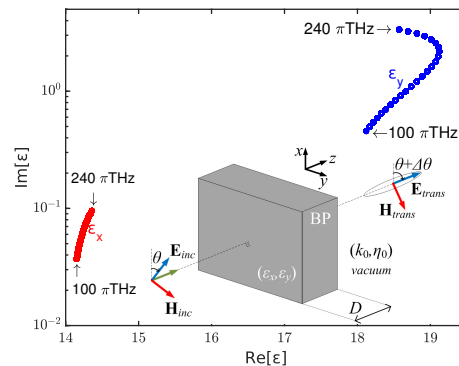 240 πTHz
ε_y
100 πTHz
Im[ε]
10^0
10^-1
10^-2
240 πTHz
ε_x
100 πTHz
x
z
y
θ
E_inc
H_inc
BP
(ε_x,ε_y)
θ+Δθ
E_trans
H_trans
(k_0,η_0)
vacuum
D
14
15
16
17
18
19
Re[ε]